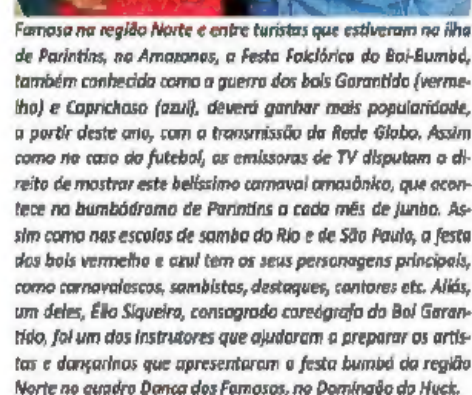 Famosa na região Norte e entre turistas que estiveram na ilha
de Parintins, no Amazonas, a Festa Folclórica do Boi-Bumbá,
também conhecida como a guerra dos bois Garantido (verme-
lho) e Caprichoso (azul), deverá ganhar mais popularidade,
a partir deste ano, com a transmissão da Rede Globo. Assim
como no caso do futebol, as emissoras de TV disputam o di-
reito de mostrar este belíssimo carnaval amazônico, que acon-
tece no bumbódromo de Parintins a cada mês de junho. As-
sim como nas escolas de samba do Rio e de São Paulo, a festa
dos bois vermelho e azul tem os seus personagens principais,
como carnavalescos, sambistas, destaques, cantores etc. Aliás,
um deles, Élio Siqueira, consagrado coreógrafo do Boi Garan-
tido, foi um dos instrutores que ajudaram a preparar os artis-
tas e dançarinos que apresentaram a festa bumbá da região
Norte no quadro Dança dos Famosos, no Domingão do Huck.